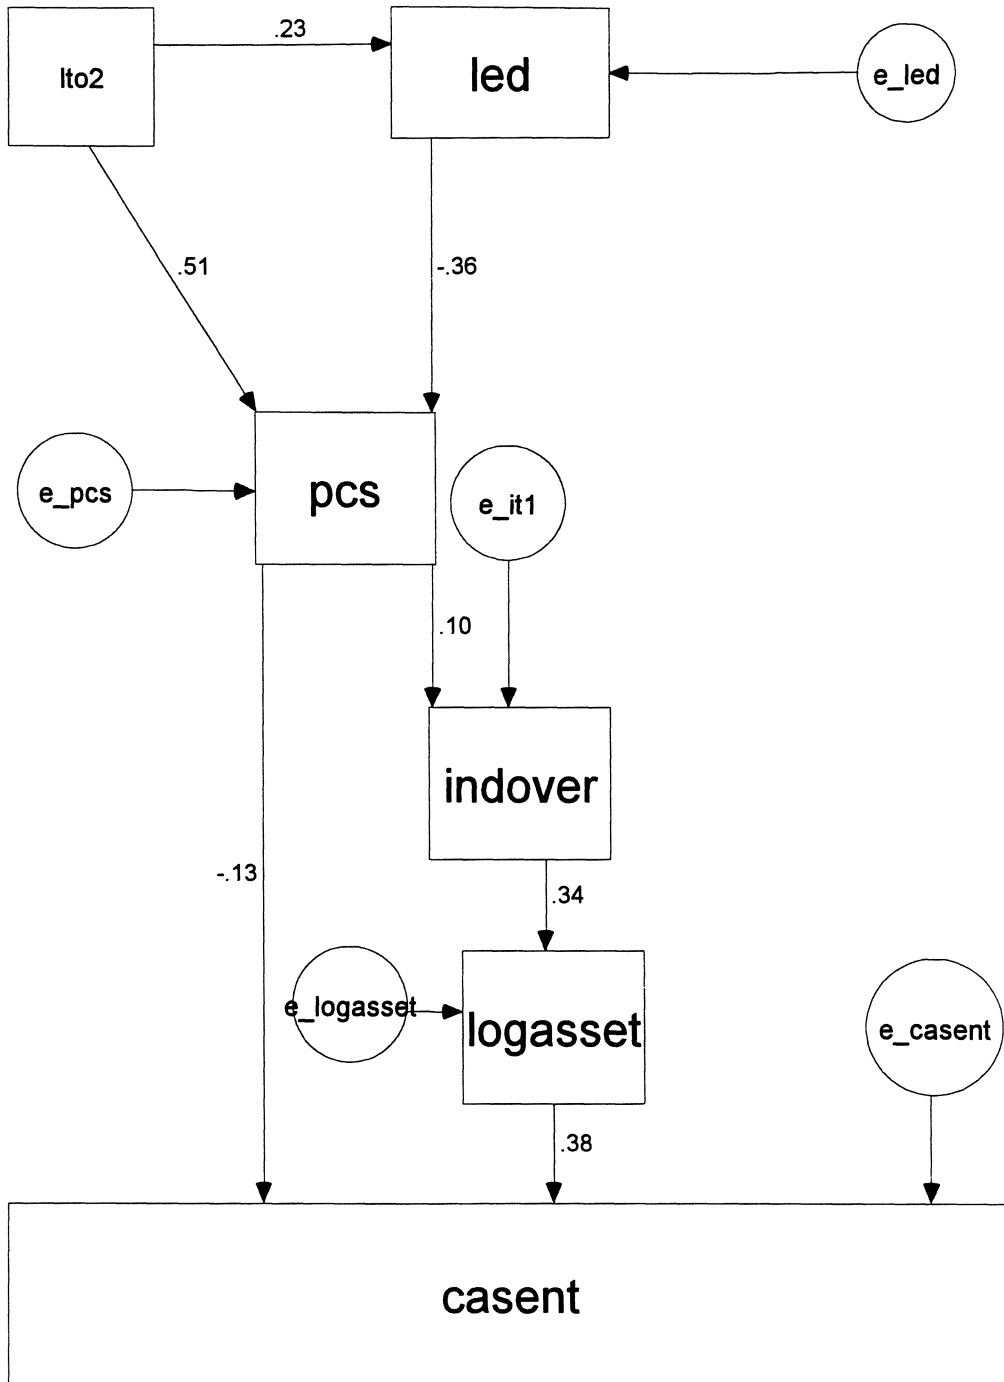 .23
lto2
led
e_led
.51
-.36
pcs
e_pcs
e_it1
.10
indover
-.13
.34
e_logasset
logasset
e_casent
.38
casent